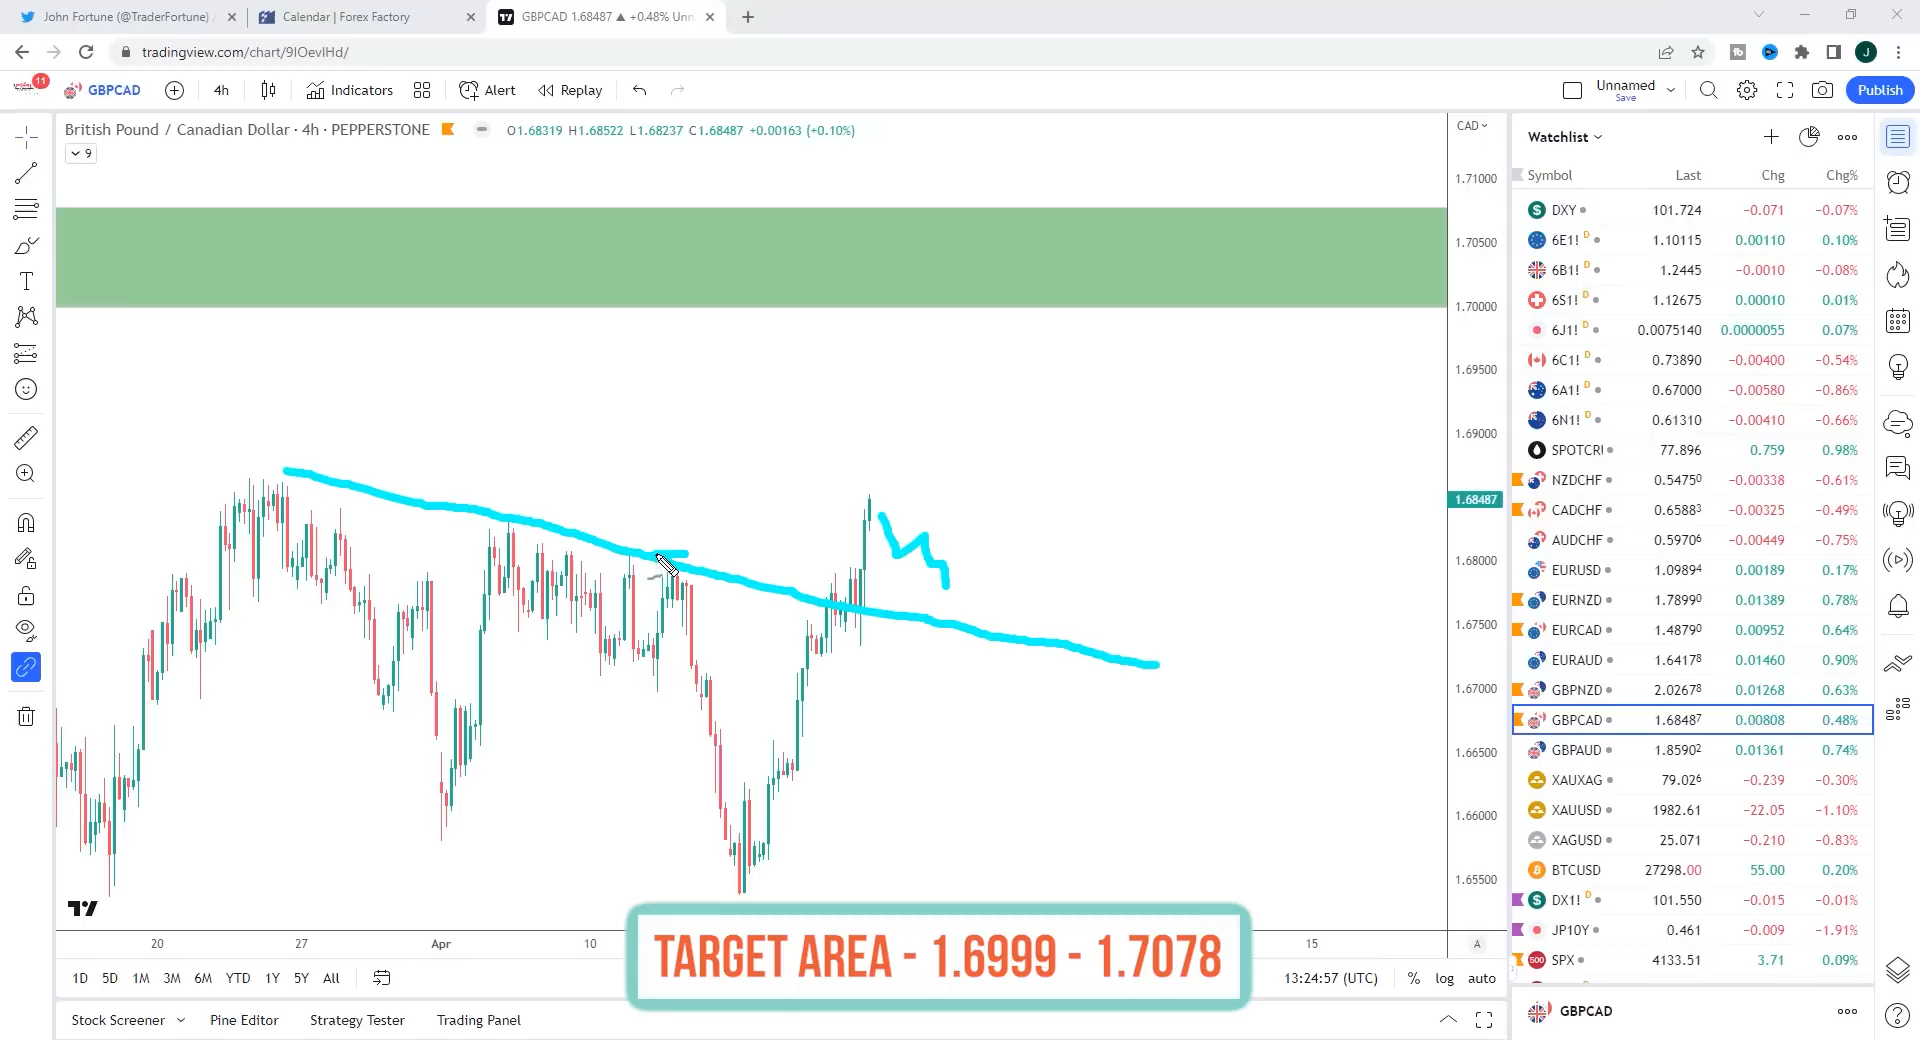 John Fortune (@TraderFortune)
Calendar | Forex Factory
GBPCAD 1.68487 ▲ +0.48% Unn
tradingview.com/chart/9IOevIHd/
J
11
GBPCAD
4h
Indicators
Alert
Replay
Unnamed
Save
Publish
British Pound / Canadian Dollar · 4h · PEPPERSTONE
O1.68319 H1.68522 L1.68237 C1.68487 +0.00163 (+0.10%)
9
CAD
1.71000
1.70500
1.70000
1.69500
1.69000
1.68487
1.68000
1.67500
1.67000
1.66500
1.66000
1.65500
20
27
Apr
10
15
A
TARGET AREA - 1.6999 - 1.7078
1D 5D 1M 3M 6M YTD 1Y 5Y All
13:24:57 (UTC)
% log auto
Stock Screener
Pine Editor
Strategy Tester
Trading Panel
Watchlist
Symbol Last Chg Chg%
DXY 101.724 −0.071 −0.07%
6E1! D 1.10115 0.00110 0.10%
6B1! D 1.2445 −0.0010 −0.08%
6S1! D 1.12675 0.00010 0.01%
6J1! D 0.0075140 0.0000055 0.07%
6C1! D 0.73890 −0.00400 −0.54%
6A1! D 0.67000 −0.00580 −0.86%
6N1! D 0.61310 −0.00410 −0.66%
SPOTCRI 77.896 0.759 0.98%
NZDCHF 0.54750 −0.00338 −0.61%
CADCHF 0.65883 −0.00325 −0.49%
AUDCHF 0.59706 −0.00449 −0.75%
EURUSD 1.09894 0.00189 0.17%
EURNZD 1.78990 0.01389 0.78%
EURCAD 1.48790 0.00952 0.64%
EURAUD 1.64178 0.01460 0.90%
GBPNZD 2.02678 0.01268 0.63%
GBPCAD 1.68487 0.00808 0.48%
GBPAUD 1.85902 0.01361 0.74%
XAUXAG 79.026 −0.239 −0.30%
XAUUSD 1982.61 −22.05 −1.10%
XAGUSD 25.071 −0.210 −0.83%
BTCUSD 27298.00 55.00 0.20%
DX1! D 101.550 −0.015 −0.01%
JP10Y 0.461 −0.009 −1.91%
500 SPX 4133.51 3.71 0.09%
GBPCAD